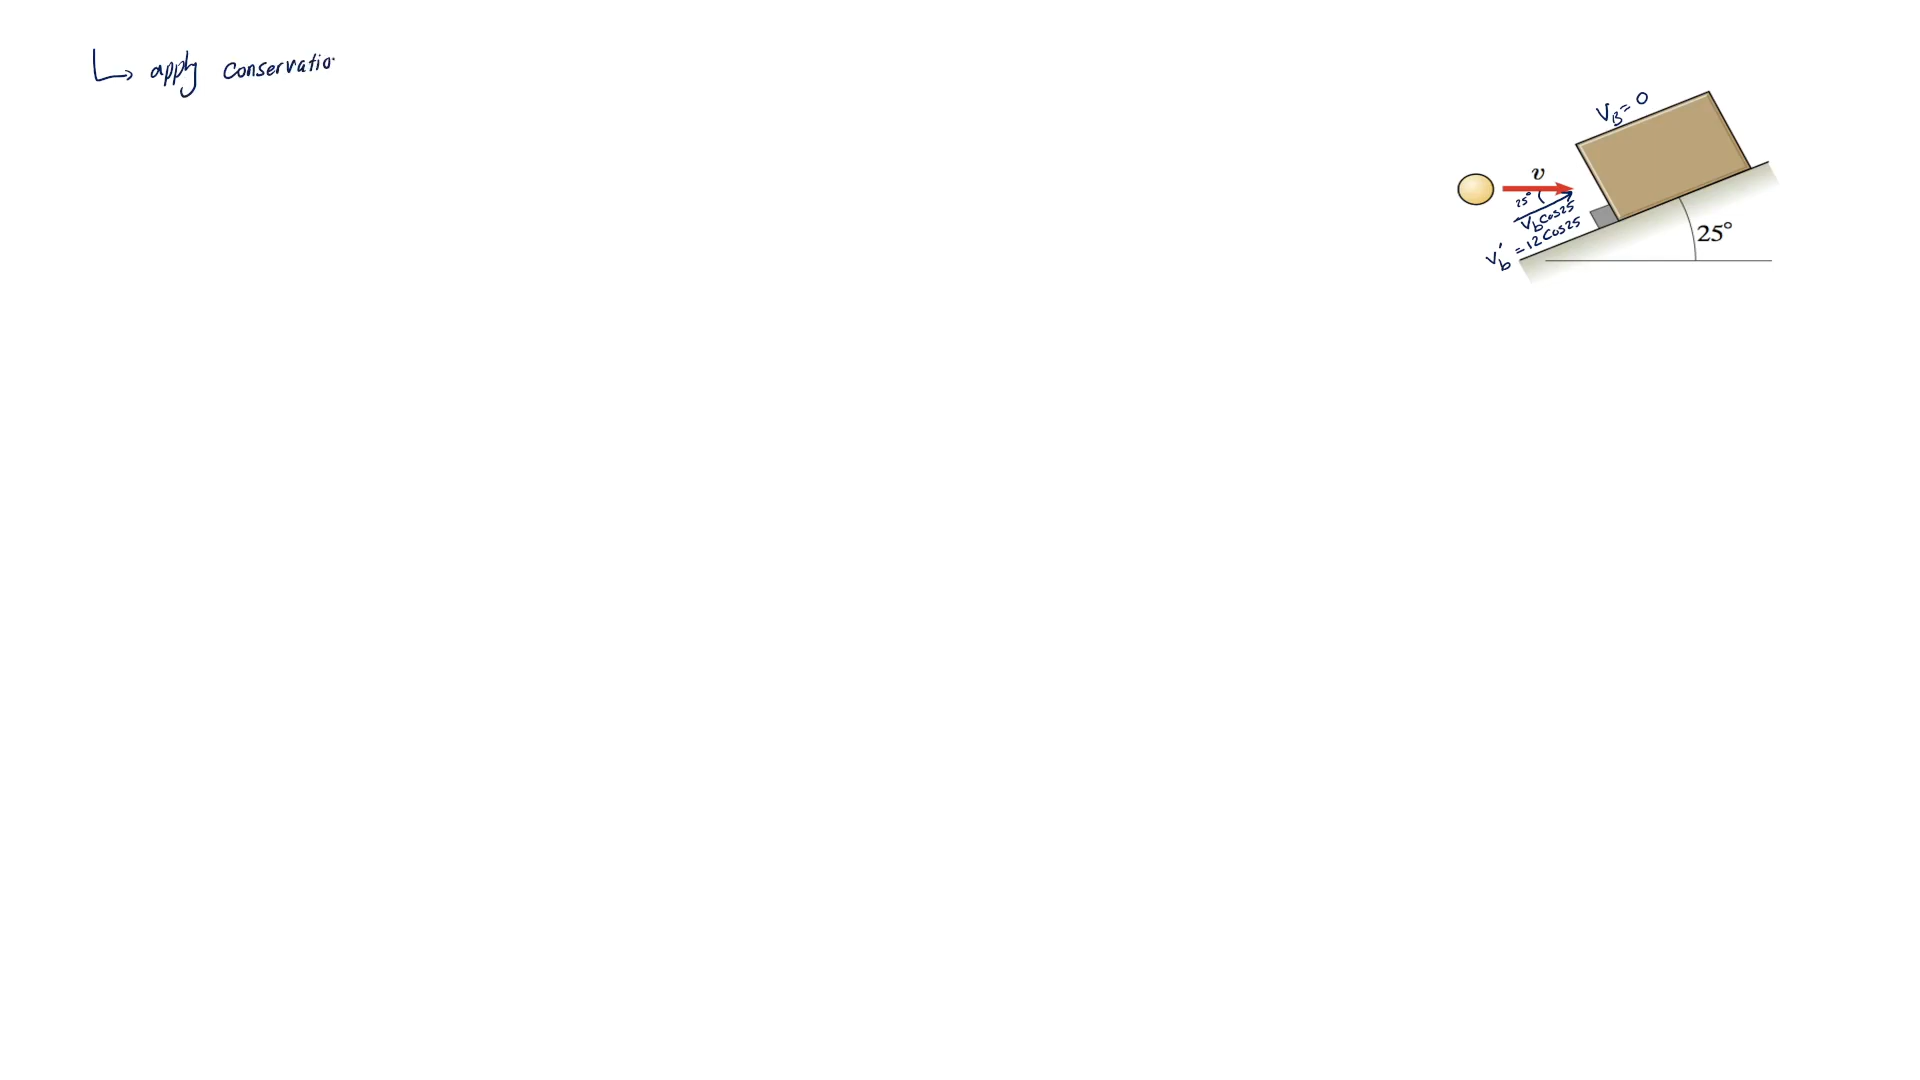 ↳ apply conservatio
V_B = 0
v
25°
V_b Cos25
V_b' = 12 Cos25
25°